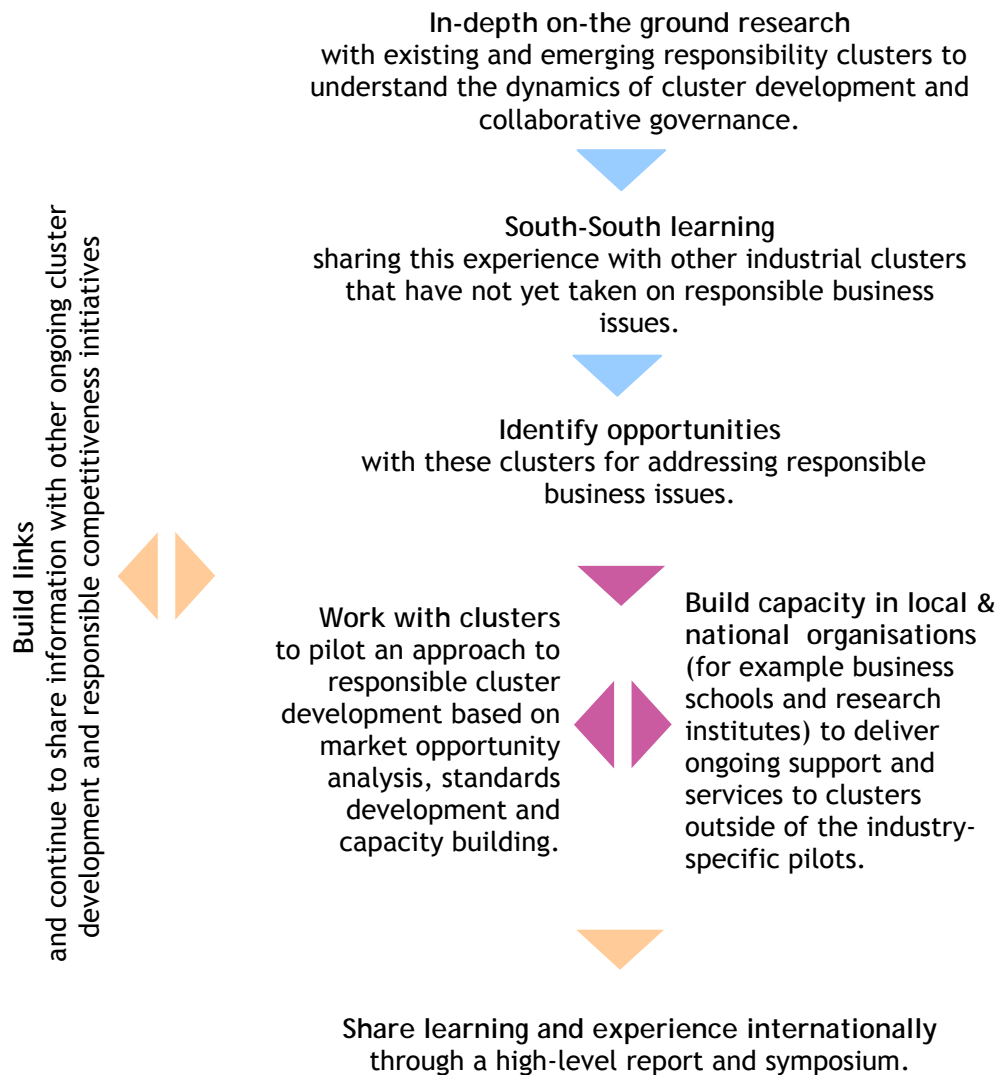 In-depth on-the ground research
with existing and emerging responsibility clusters to
understand the dynamics of cluster development and
collaborative governance.
South-South learning
sharing this experience with other industrial clusters
that have not yet taken on responsible business
issues.
Identify opportunities
with these clusters for addressing responsible
business issues.
Build links
and continue to share information with other ongoing cluster
development and responsible competitiveness initiatives
Work with clusters
to pilot an approach to
responsible cluster
development based on
market opportunity
analysis, standards
development and
capacity building.
Build capacity in local &
national organisations
(for example business
schools and research
institutes) to deliver
ongoing support and
services to clusters
outside of the industry-
specific pilots.
Share learning and experience internationally
through a high-level report and symposium.